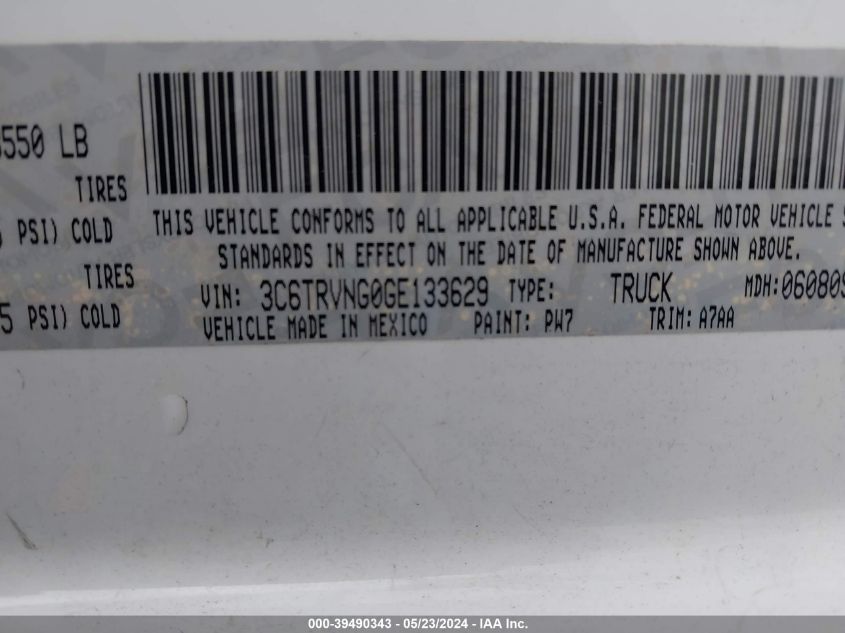 550 LB
TIRES
PSI) COLD
TIRES
5 PSI) COLD
THIS VEHICLE CONFORMS TO ALL APPLICABLE U.S.A. FEDERAL MOTOR VEHICLE
STANDARDS IN EFFECT ON THE DATE OF MANUFACTURE SHOWN ABOVE.
VIN: 3C6TRVNG0GE133629 TYPE: TRUCK MDH:060809
VEHICLE MADE IN MEXICO PAINT: PW7 TRIM: A7AA
000-39490343 - 05/23/2024 - IAA Inc.